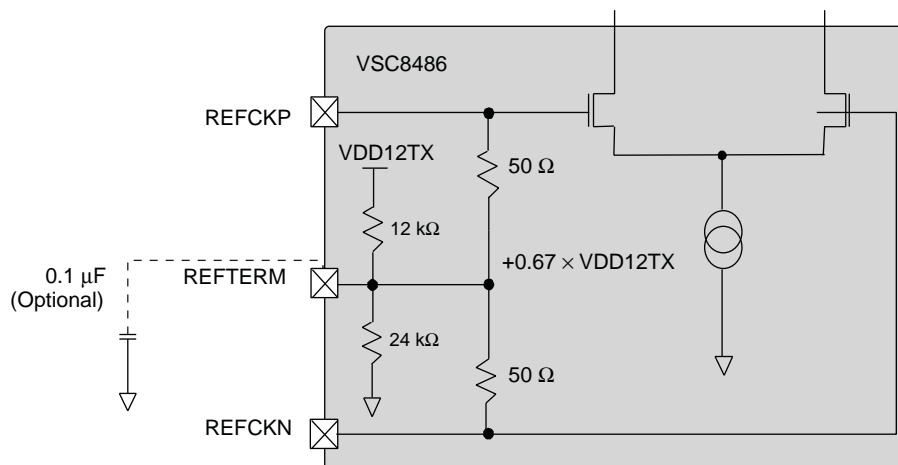 VSC8486
REFCKP
VDD12TX
50 Ω
12 kΩ
+0.67 × VDD12TX
0.1 μF
(Optional)
REFTERM
24 kΩ
50 Ω
REFCKN